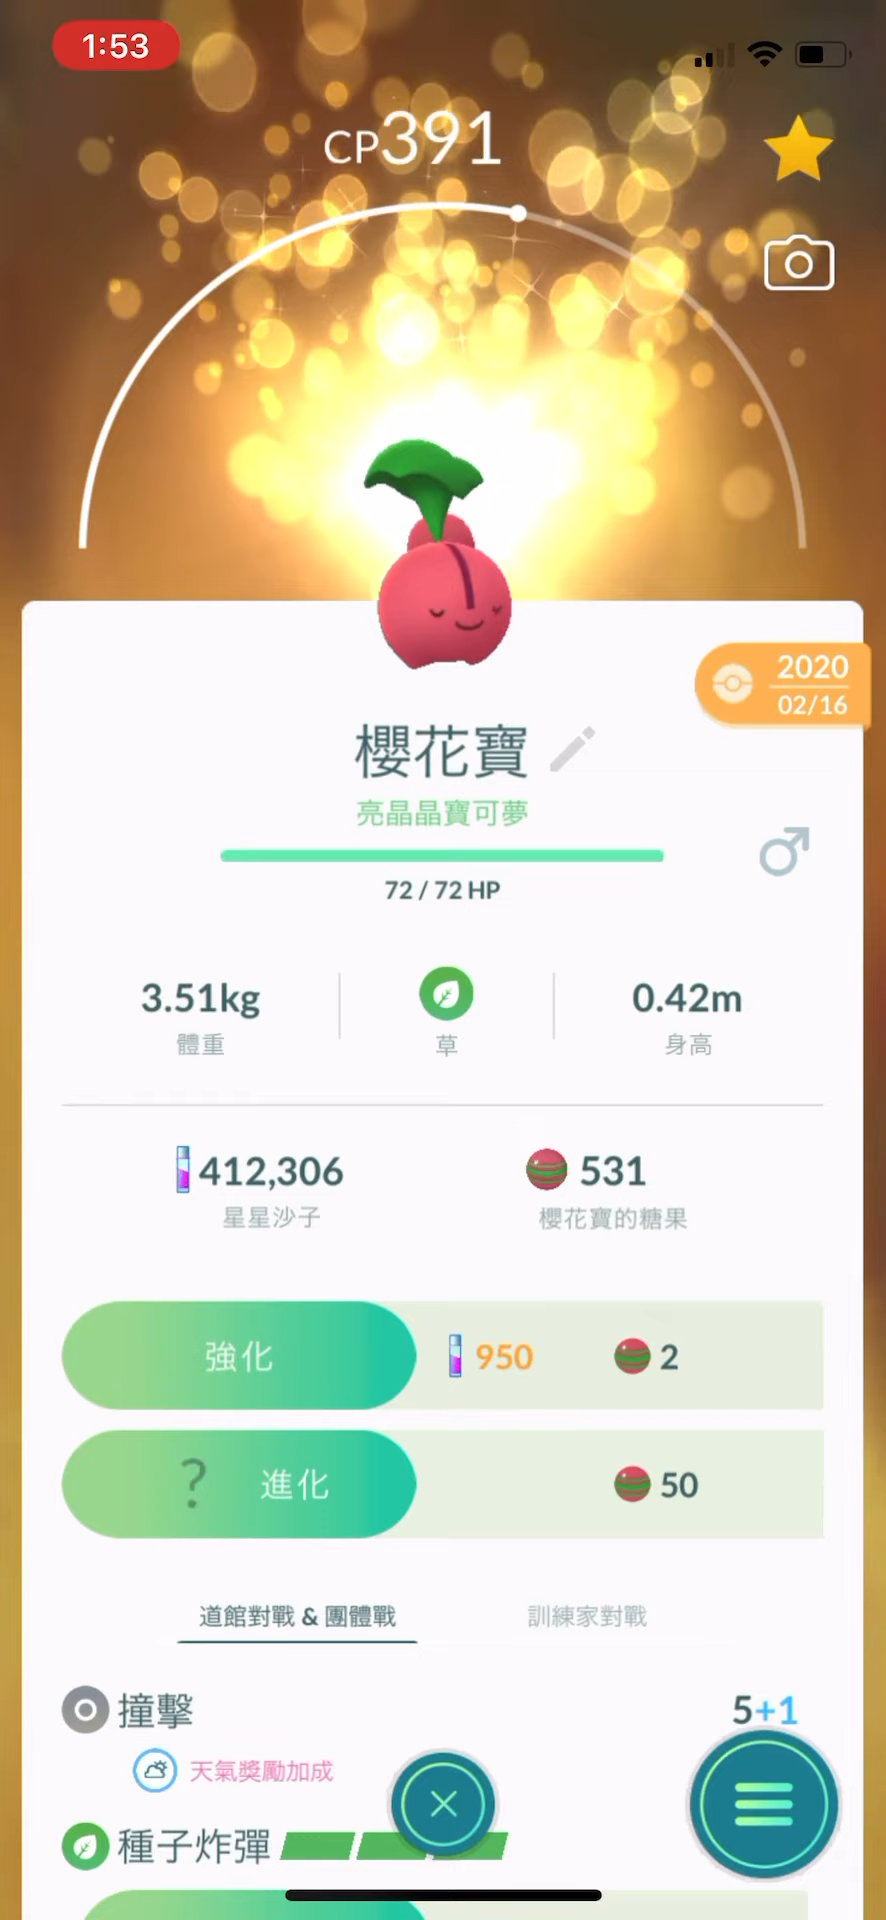 1:53
CP391
2020
02/16
櫻花寶
亮晶晶寶可夢
72 / 72 HP
3.51kg
體重
草
0.42m
身高
412,306
星星沙子
531
櫻花寶的糖果
強化
950
2
? 進化
50
道館對戰 & 團體戰
訓練家對戰
撞擊
5+1
天氣獎勵加成
種子炸彈